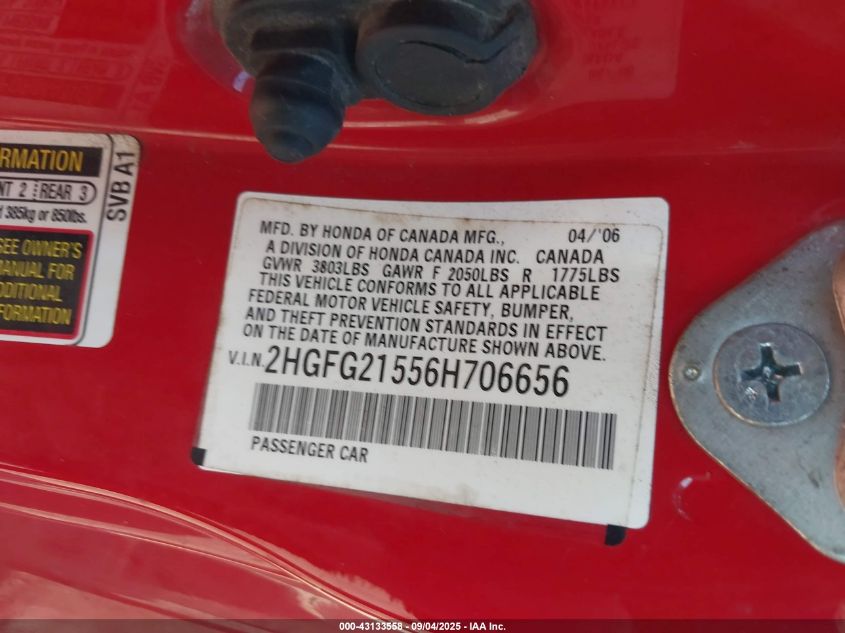 RMATION
NT 2 REAR 3
385kg or 850lbs.
SEE OWNER'S
MANUAL FOR
DDITIONAL
FORMATION
SVB A1
MFD. BY HONDA OF CANADA MFG., 04/'06
A DIVISION OF HONDA CANADA INC. CANADA
GVWR 3803LBS GAWR F 2050LBS R 1775LBS
THIS VEHICLE CONFORMS TO ALL APPLICABLE
FEDERAL MOTOR VEHICLE SAFETY, BUMPER,
AND THEFT PREVENTION STANDARDS IN EFFECT
ON THE DATE OF MANUFACTURE SHOWN ABOVE.
V.I.N. 2HGFG21556H706656
PASSENGER CAR
000-43133558 - 09/04/2025 - IAA Inc.